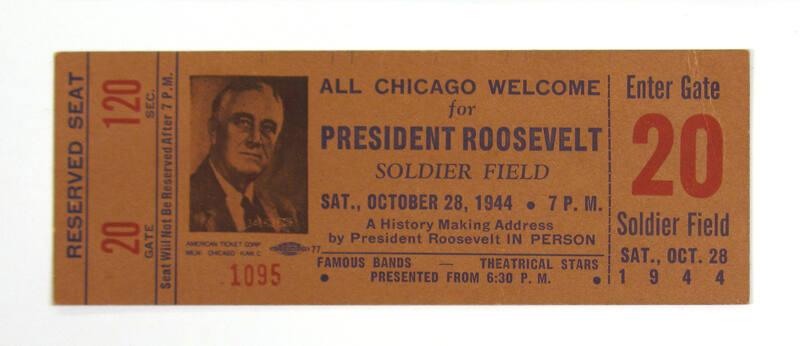 RESERVED SEAT
120 SEC.
20 GATE
Seat Will Not Be Reserved After 7 P.M.
AMERICAN TICKET CORP
77
1095
ALL CHICAGO WELCOME
for
PRESIDENT ROOSEVELT
SOLDIER FIELD
SAT., OCTOBER 28, 1944 • 7 P. M.
A History Making Address
by President Roosevelt IN PERSON
FAMOUS BANDS — THEATRICAL STARS
• PRESENTED FROM 6:30 P. M. •
Enter Gate
20
Soldier Field
SAT., OCT. 28
1 9 4 4